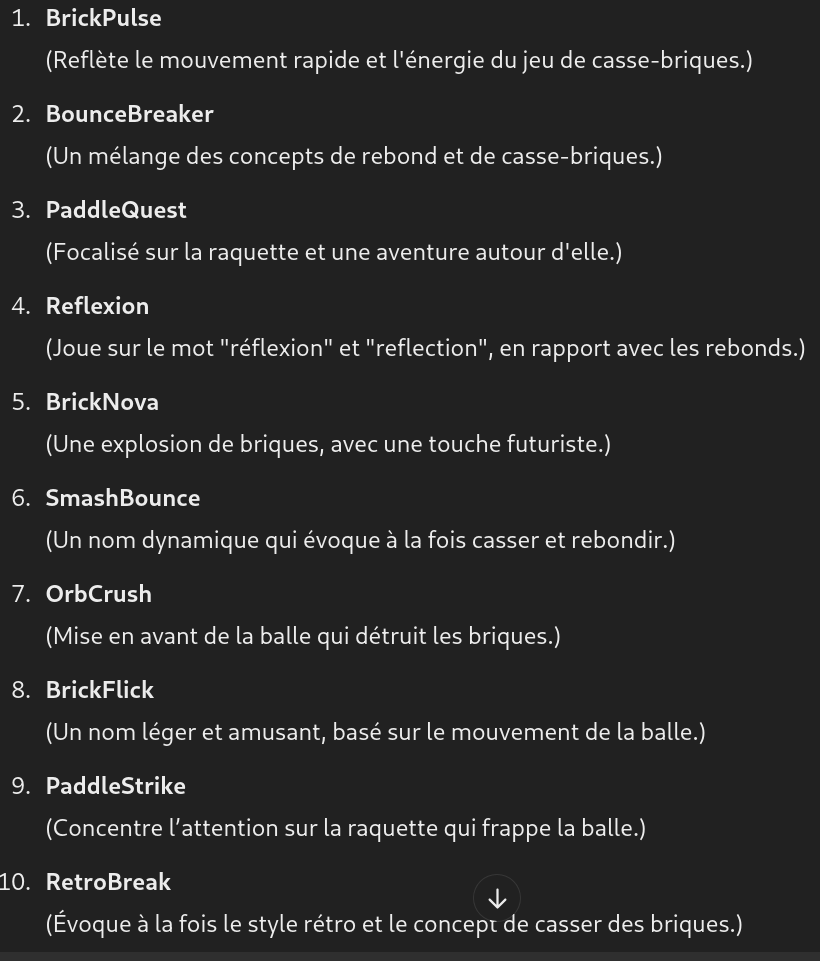 1. BrickPulse
(Reflète le mouvement rapide et l'énergie du jeu de casse-briques.)
2. BounceBreaker
(Un mélange des concepts de rebond et de casse-briques.)
3. PaddleQuest
(Focalisé sur la raquette et une aventure autour d'elle.)
4. Reflexion
(Joue sur le mot "réflexion" et "reflection", en rapport avec les rebonds.)
5. BrickNova
(Une explosion de briques, avec une touche futuriste.)
6. SmashBounce
(Un nom dynamique qui évoque à la fois casser et rebondir.)
7. OrbCrush
(Mise en avant de la balle qui détruit les briques.)
8. BrickFlick
(Un nom léger et amusant, basé sur le mouvement de la balle.)
9. PaddleStrike
(Concentre l’attention sur la raquette qui frappe la balle.)
10. RetroBreak
(Évoque à la fois le style rétro et le concept de casser des briques.)